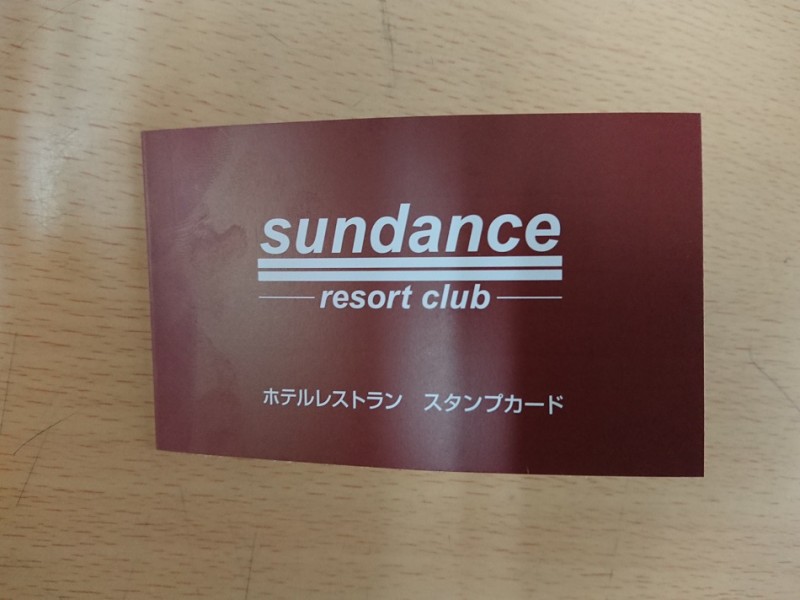 sundance
resort club
ホテルレストラン　スタンプカード